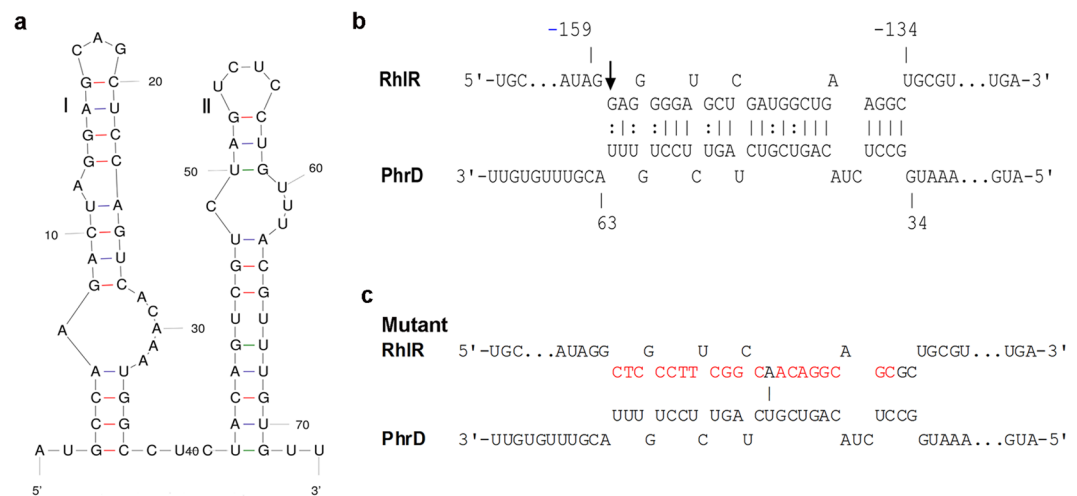 a
I
II
A U G C C A A G A C U A G G A G C A G C U C C A G U C A C A A A U G G C C U C U A C A G U C G U C U A G U C U C C U G U U U A C G U U U G U G U U
10
20
30
40
50
60
70
5'
3'
b
-159 -134
RhlR 5'-UGC...AUAG G U C A UGCGU...UGA-3'
GAG GGGA GCU GAUGGCUG AGGC
:|: :||| :|| ||::|||| ||||
UUU UCCU UGA CUGCUGAC UCCG
PhrD 3'-UUGUGUUUGCA G C U AUC GUAAA...GUA-5'
63 34
c
Mutant
RhlR 5'-UGC...AUAGG G U C A UGCGU...UGA-3'
CTC CCTT CGG CAACAGGC GCGC
|
UUU UCCU UGA CUGCUGAC UCCG
PhrD 3'-UUGUGUUUGCA G C U AUC GUAAA...GUA-5'